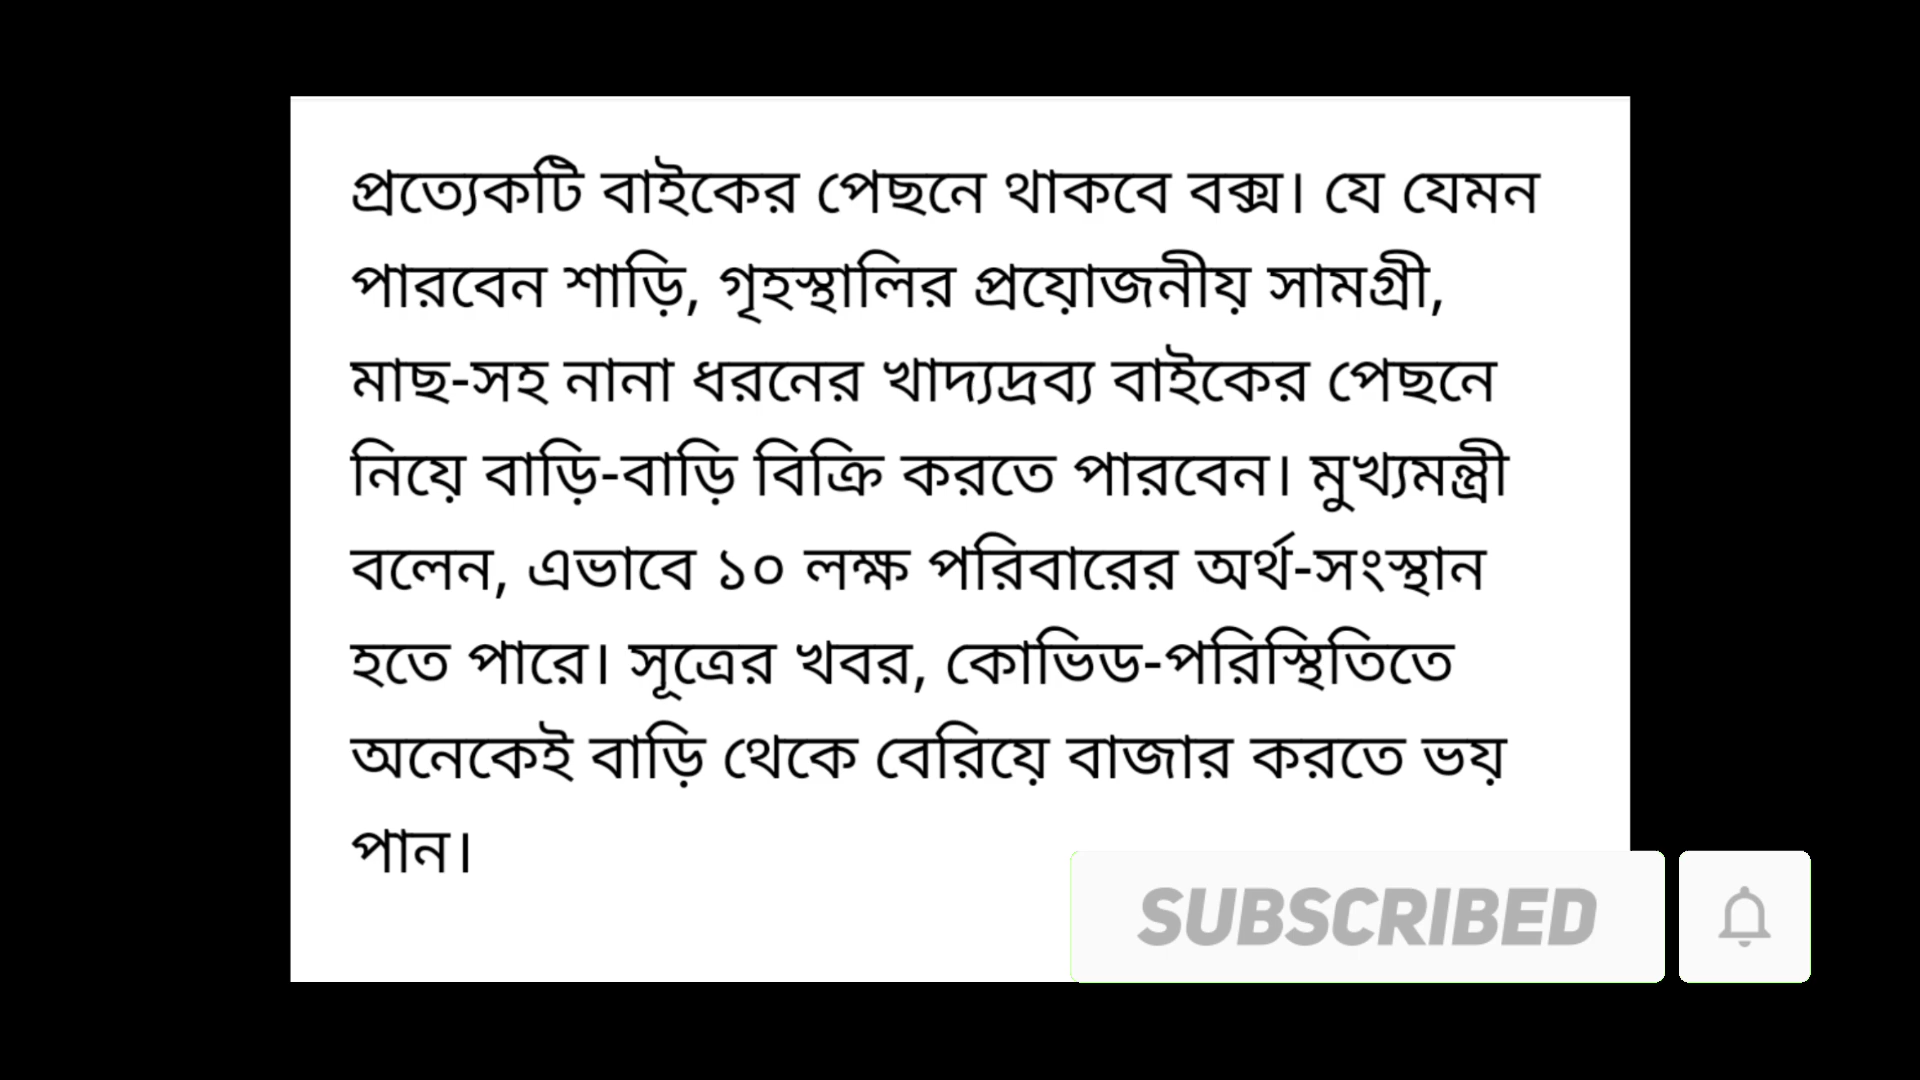 প্রত্যেকটি বাইকের পেছনে থাকবে বক্স। যে যেমন
পারবেন শাড়ি, গৃহস্থালির প্রয়োজনীয় সামগ্রী,
মাছ-সহ নানা ধরনের খাদ্যদ্রব্য বাইকের পেছনে
নিয়ে বাড়ি-বাড়ি বিক্রি করতে পারবেন। মুখ্যমন্ত্রী
বলেন, এভাবে ১০ লক্ষ পরিবারের অর্থ-সংস্থান
হতে পারে। সূত্রের খবর, কোভিড-পরিস্থিতিতে
অনেকেই বাড়ি থেকে বেরিয়ে বাজার করতে ভয়
পান।
SUBSCRIBED